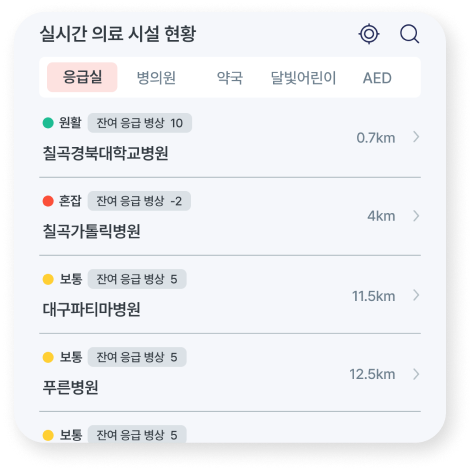 실시간 의료 시설 현황
응급실 병의원 약국 달빛어린이 AED
원활 잔여 응급 병상 10
칠곡경북대학교병원
0.7km
혼잡 잔여 응급 병상 -2
칠곡가톨릭병원
4km
보통 잔여 응급 병상 5
대구파티마병원
11.5km
보통 잔여 응급 병상 5
푸른병원
12.5km
보통 잔여 응급 병상 5